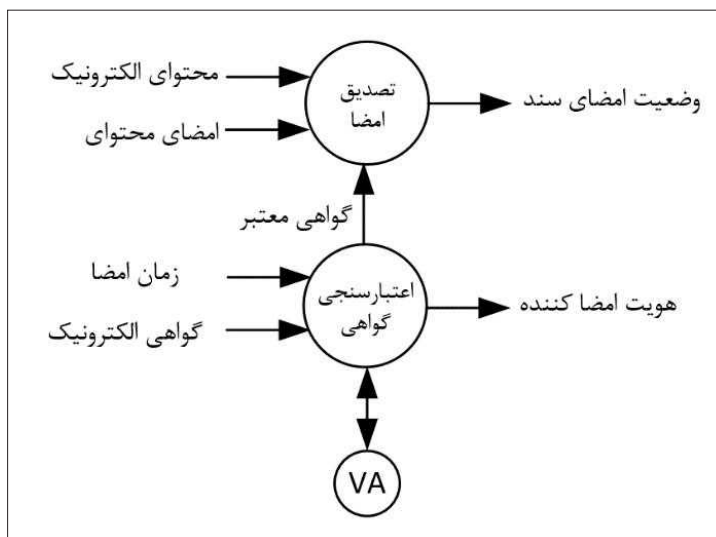 محتوای الکترونیک
امضای محتوای
تصدیق
امضا
وضعیت امضای سند
گواهی معتبر
زمان امضا
گواهی الکترونیک
اعتبارسنجی
گواهی
هویت امضا کننده
VA